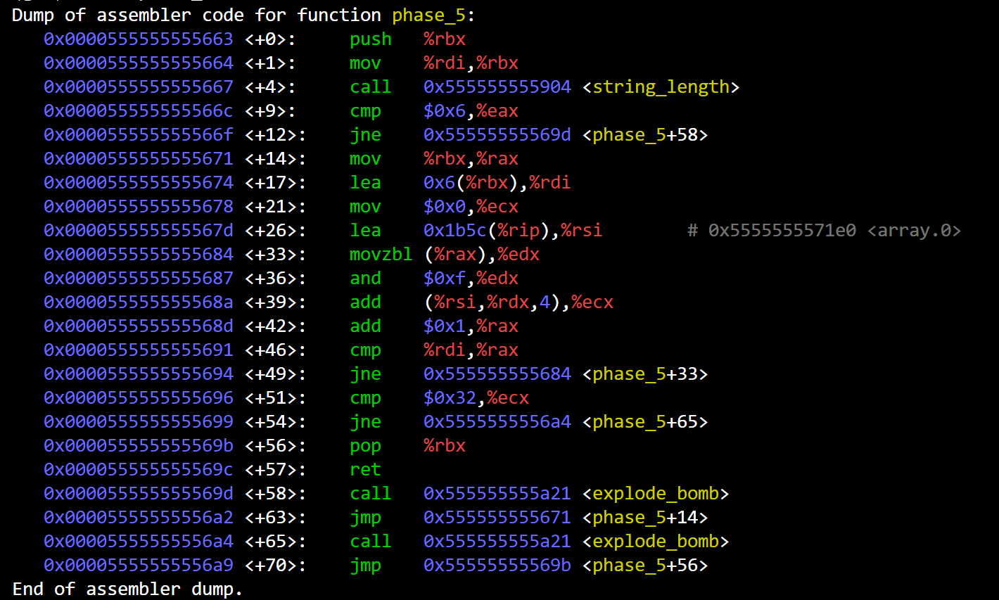 Dump of assembler code for function phase_5:
   0x0000555555555663 <+0>:     push   %rbx
   0x0000555555555664 <+1>:     mov    %rdi,%rbx
   0x0000555555555667 <+4>:     call   0x555555555904 <string_length>
   0x000055555555566c <+9>:     cmp    $0x6,%eax
   0x000055555555566f <+12>:    jne    0x55555555569d <phase_5+58>
   0x0000555555555671 <+14>:    mov    %rbx,%rax
   0x0000555555555674 <+17>:    lea    0x6(%rbx),%rdi
   0x0000555555555678 <+21>:    mov    $0x0,%ecx
   0x000055555555567d <+26>:    lea    0x1b5c(%rip),%rsi        # 0x5555555571e0 <array.0>
   0x0000555555555684 <+33>:    movzbl (%rax),%edx
   0x0000555555555687 <+36>:    and    $0xf,%edx
   0x000055555555568a <+39>:    add    (%rsi,%rdx,4),%ecx
   0x000055555555568d <+42>:    add    $0x1,%rax
   0x0000555555555691 <+46>:    cmp    %rdi,%rax
   0x0000555555555694 <+49>:    jne    0x555555555684 <phase_5+33>
   0x0000555555555696 <+51>:    cmp    $0x32,%ecx
   0x0000555555555699 <+54>:    jne    0x5555555556a4 <phase_5+65>
   0x000055555555569b <+56>:    pop    %rbx
   0x000055555555569c <+57>:    ret
   0x000055555555569d <+58>:    call   0x555555555a21 <explode_bomb>
   0x00005555555556a2 <+63>:    jmp    0x555555555671 <phase_5+14>
   0x00005555555556a4 <+65>:    call   0x555555555a21 <explode_bomb>
   0x00005555555556a9 <+70>:    jmp    0x55555555569b <phase_5+56>
End of assembler dump.